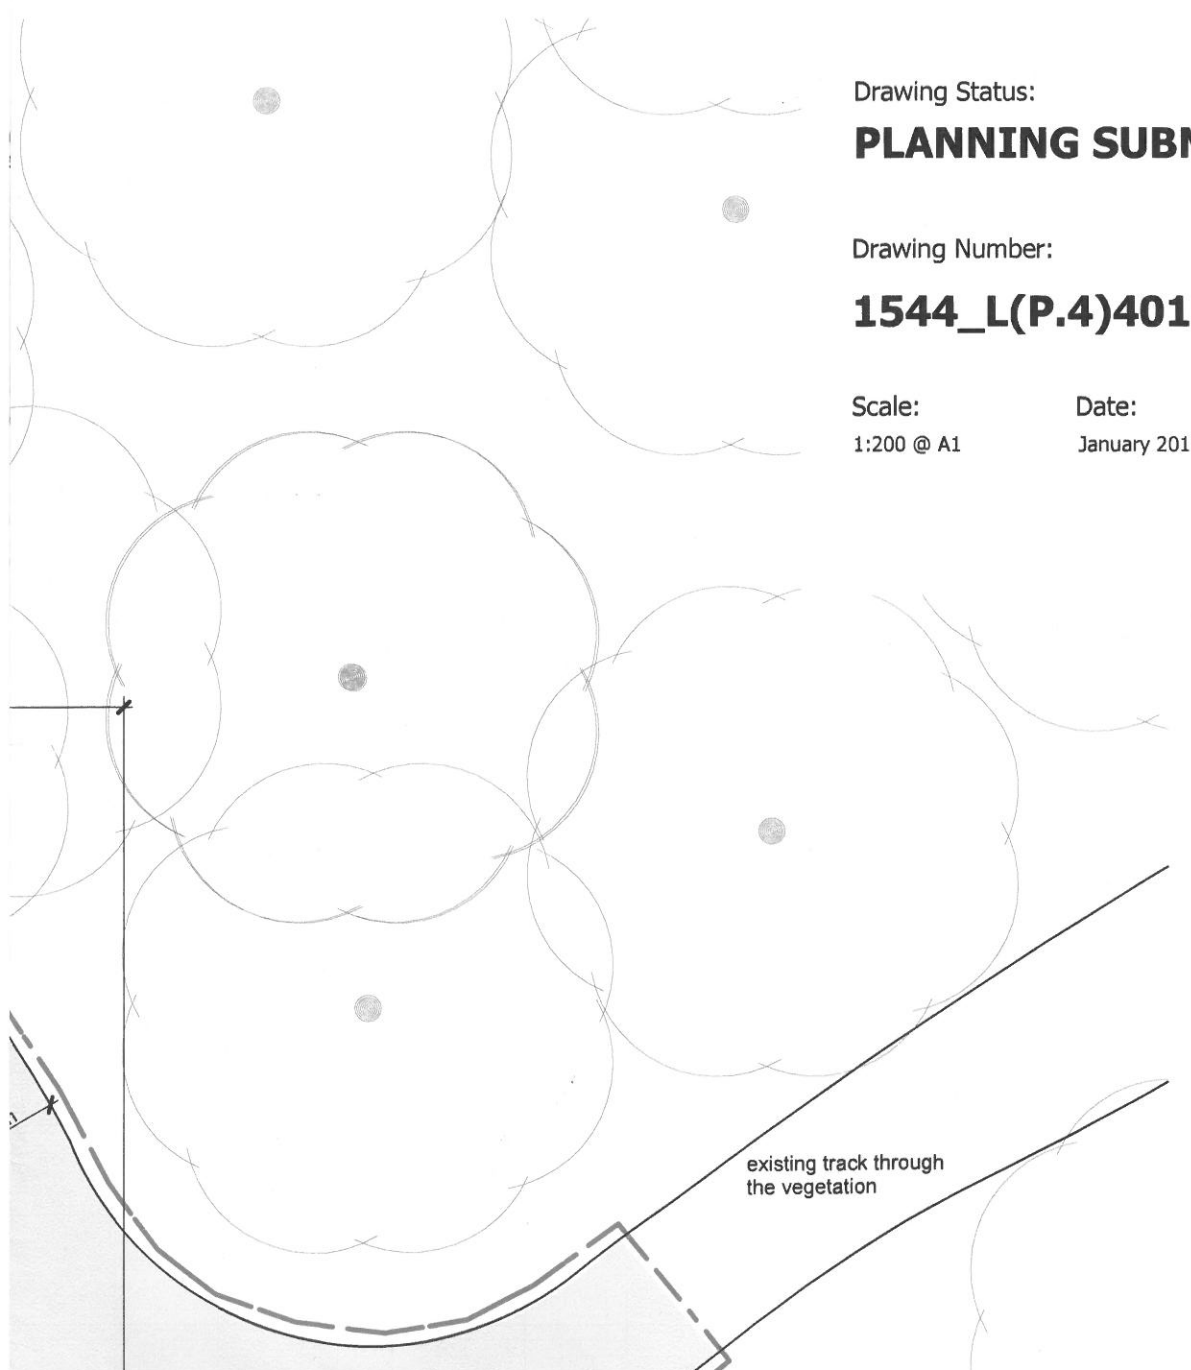 Drawing Status:
PLANNING SUB
Drawing Number:
1544_L(P.4)401
Scale:
Date:
1:200 @ A1
January 201
existing track through
the vegetation